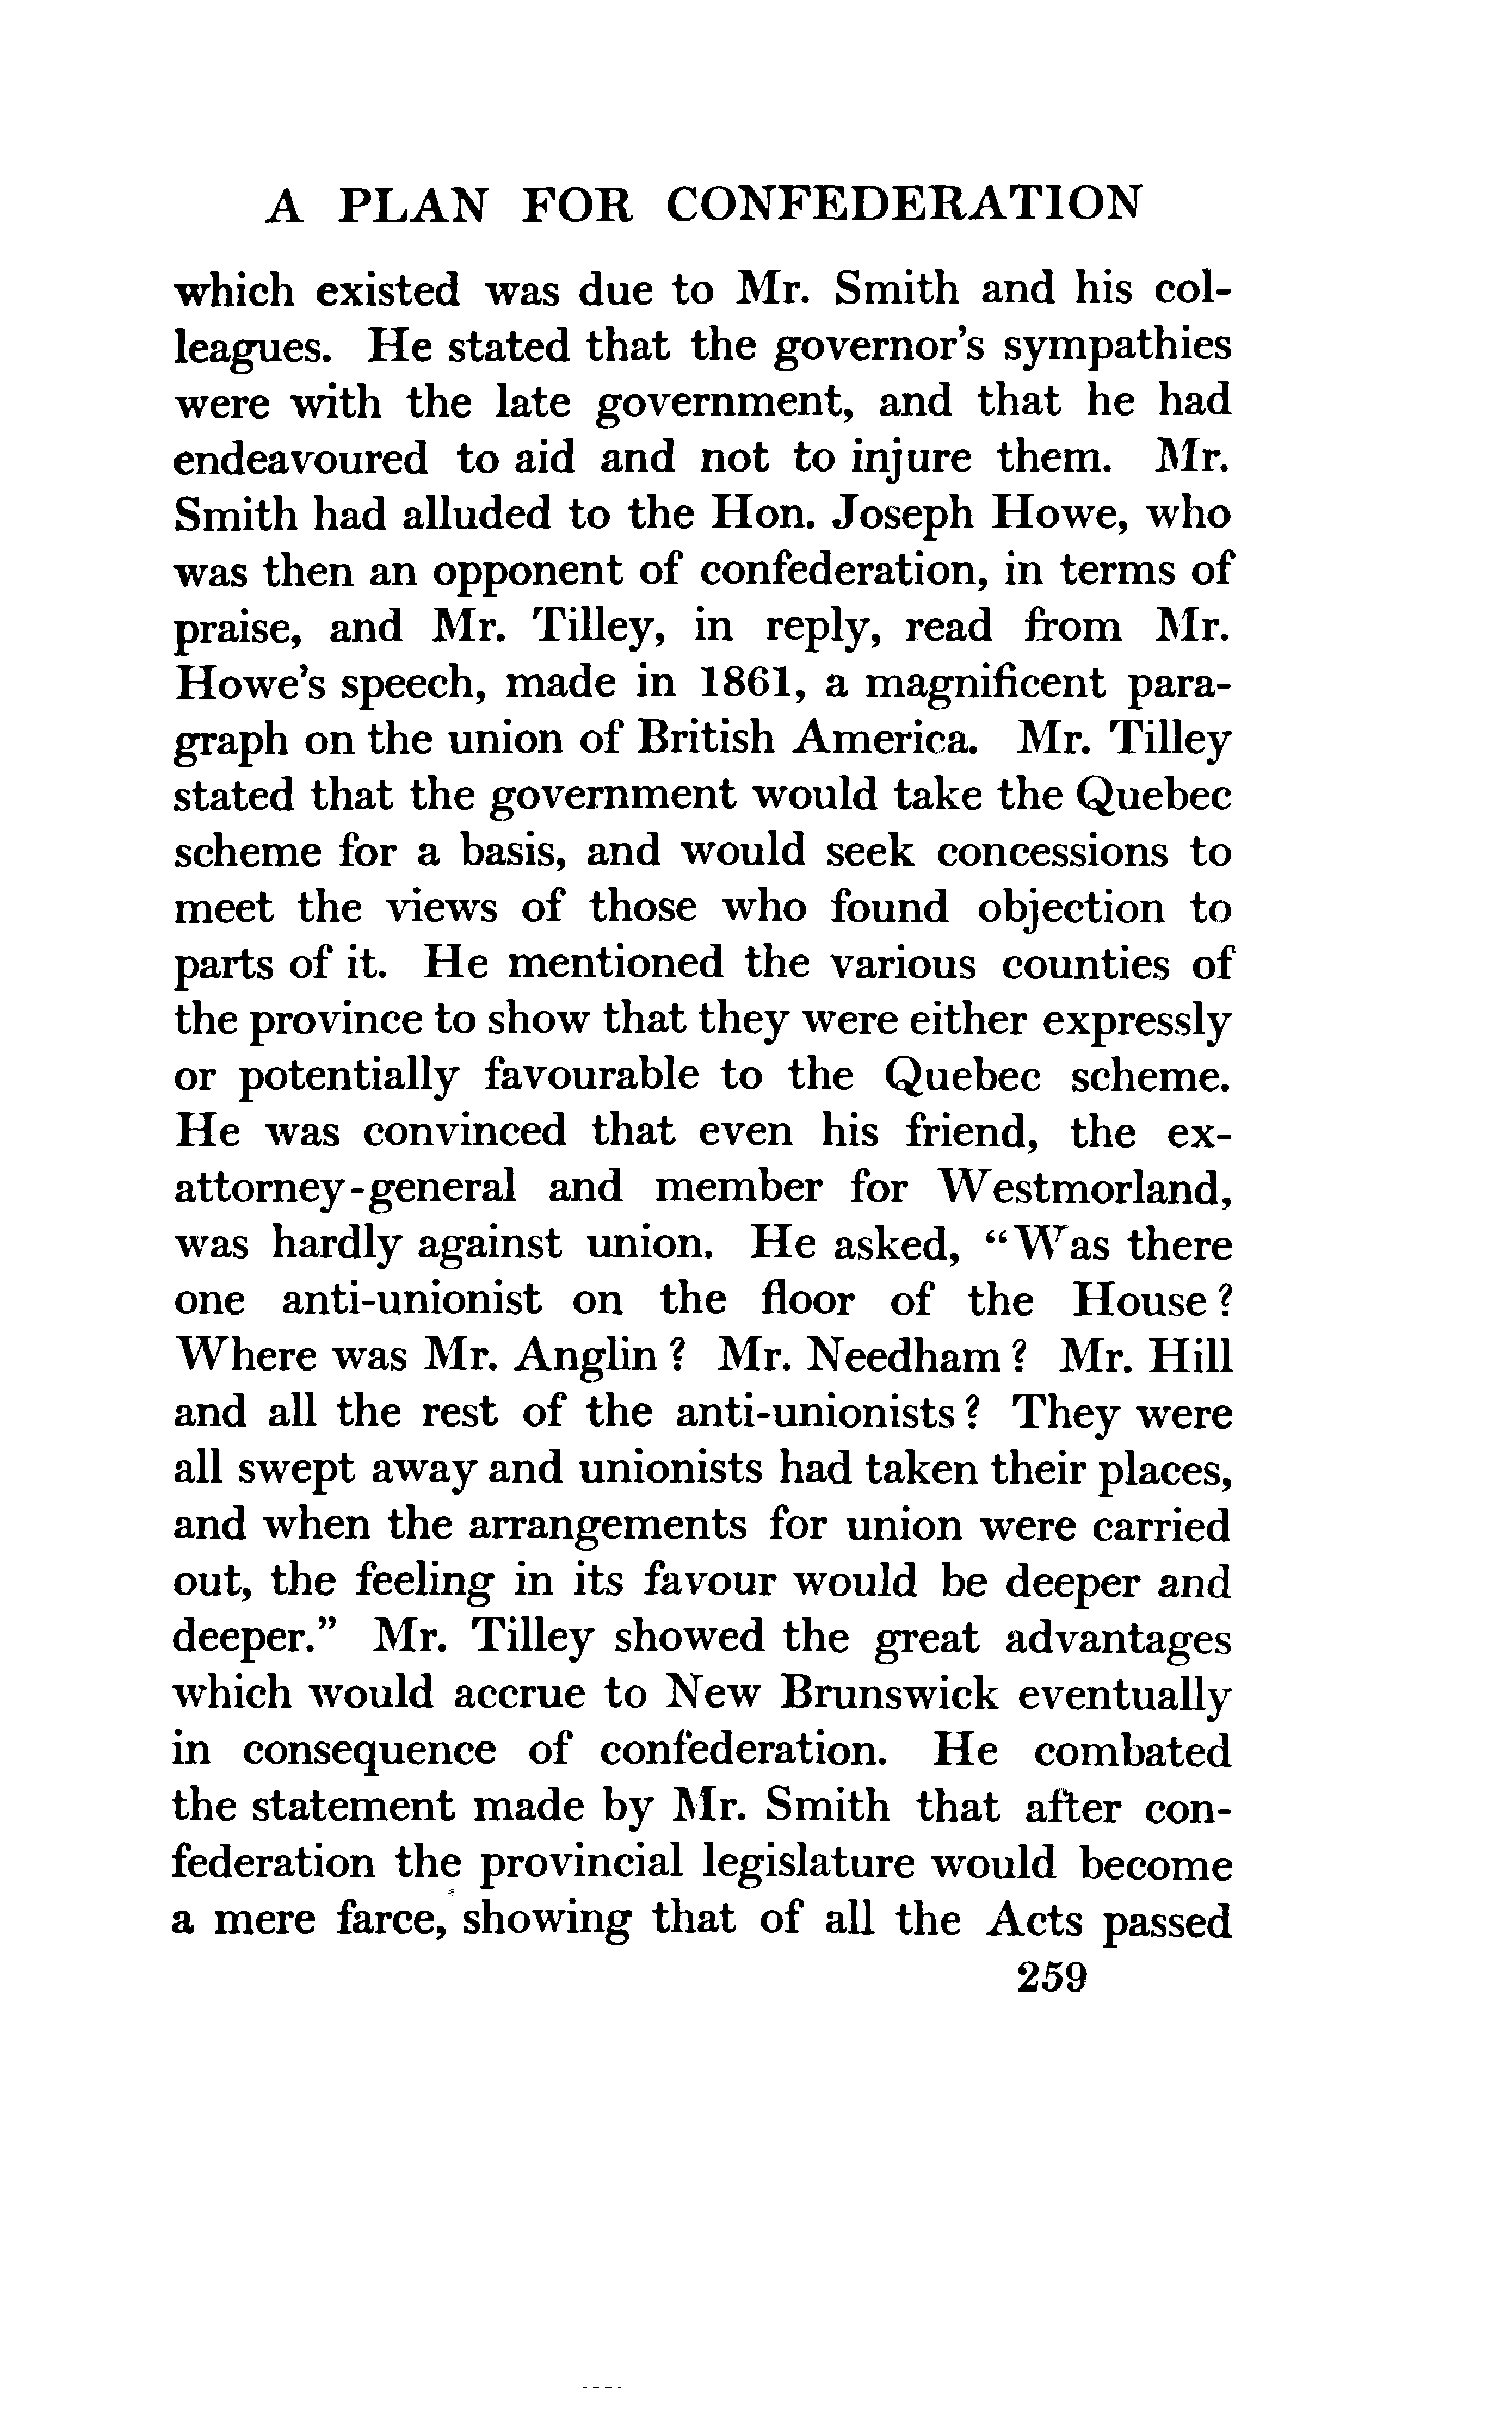 A PLAN FOR CONFEDERATION
which existed was due to Mr. Smith and his col-
leagues. He stated that the governor's sympathies
were with the late government, and that he had
endeavoured to aid and not to injure them. Mr.
Smith had alluded to the Hon. Joseph Howe, who
was then an opponent of confederation, in terms of
praise, and Mr. Tilley, in reply, read from Mr.
Howe's speech, made in 1861, a magnificent para-
graph on the union of British America. Mr. Tilley
stated that the government would take the Quebec
scheme for a basis, and would seek concessions to
meet the views of those who found objection to
parts of it. He mentioned the various counties of
the province to show that they were either expressly
or potentially favourable to the Quebec scheme.
He was convinced that even his friend, the ex-
attorney-general and member for Westmorland,
was hardly against union. He asked, "Was there
one anti-unionist on the floor of the House?
Where was Mr. Anglin? Mr. Needham? Mr. Hill
and all the rest of the anti-unionists? They were
all swept away and unionists had taken their places,
and when the arrangements for union were carried
out, the feeling in its favour would be deeper and
deeper." Mr. Tilley showed the great advantages
which would accrue to New Brunswick eventually
in consequence of confederation. He combated
the statement made by Mr. Smith that after con-
federation the provincial legislature would become
a mere farce, showing that of all the Acts passed
259